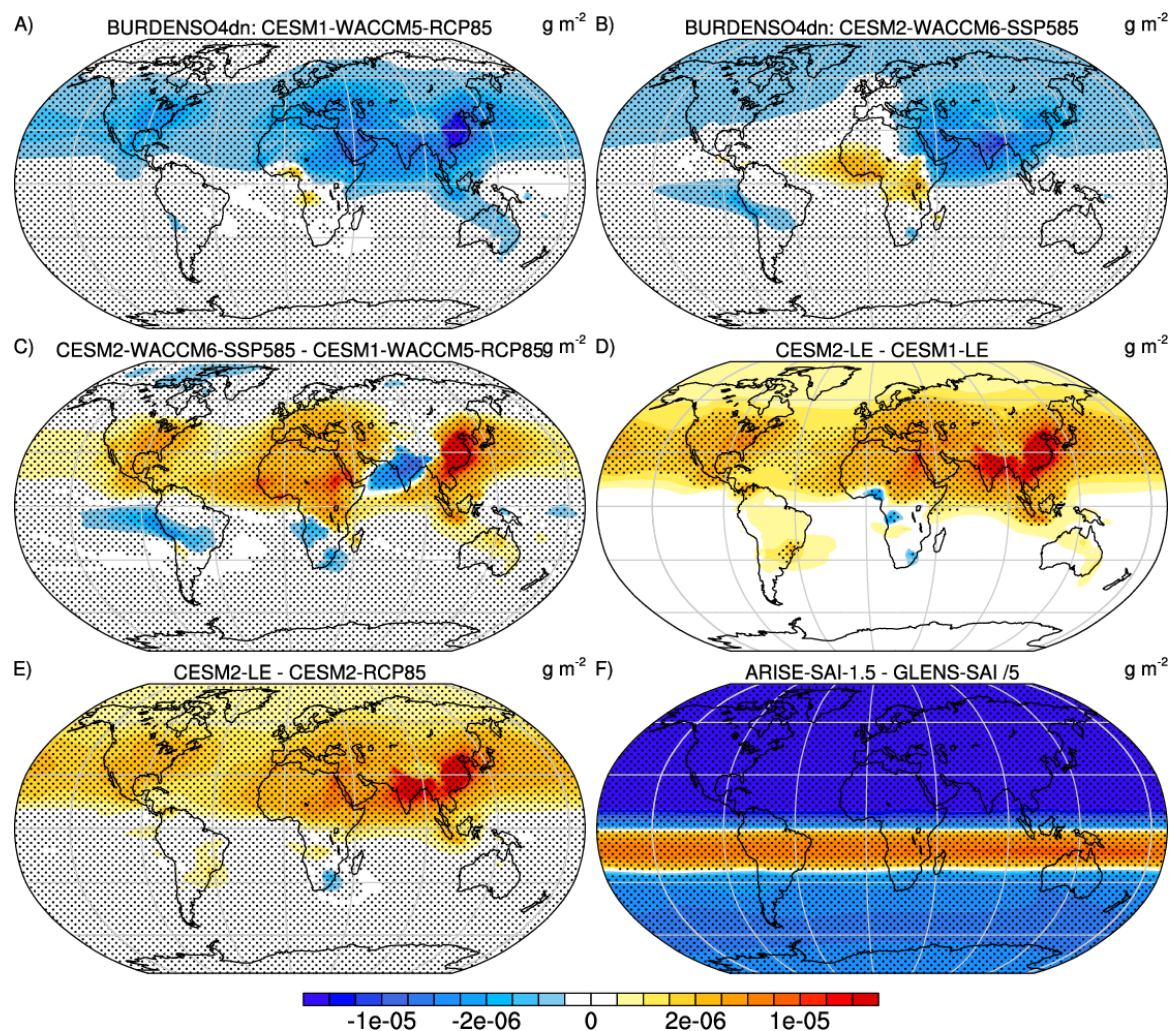 A) BURDENSO4dn: CESM1-WACCM5-RCP85 g m-2
B) BURDENSO4dn: CESM2-WACCM6-SSP585 g m-2
C) CESM2-WACCM6-SSP585 - CESM1-WACCM5-RCP85 g m-2
D) CESM2-LE - CESM1-LE g m-2
E) CESM2-LE - CESM2-RCP85 g m-2
F) ARISE-SAI-1.5 - GLENS-SAI /5 g m-2
-1e-05 -2e-06 0 2e-06 1e-05